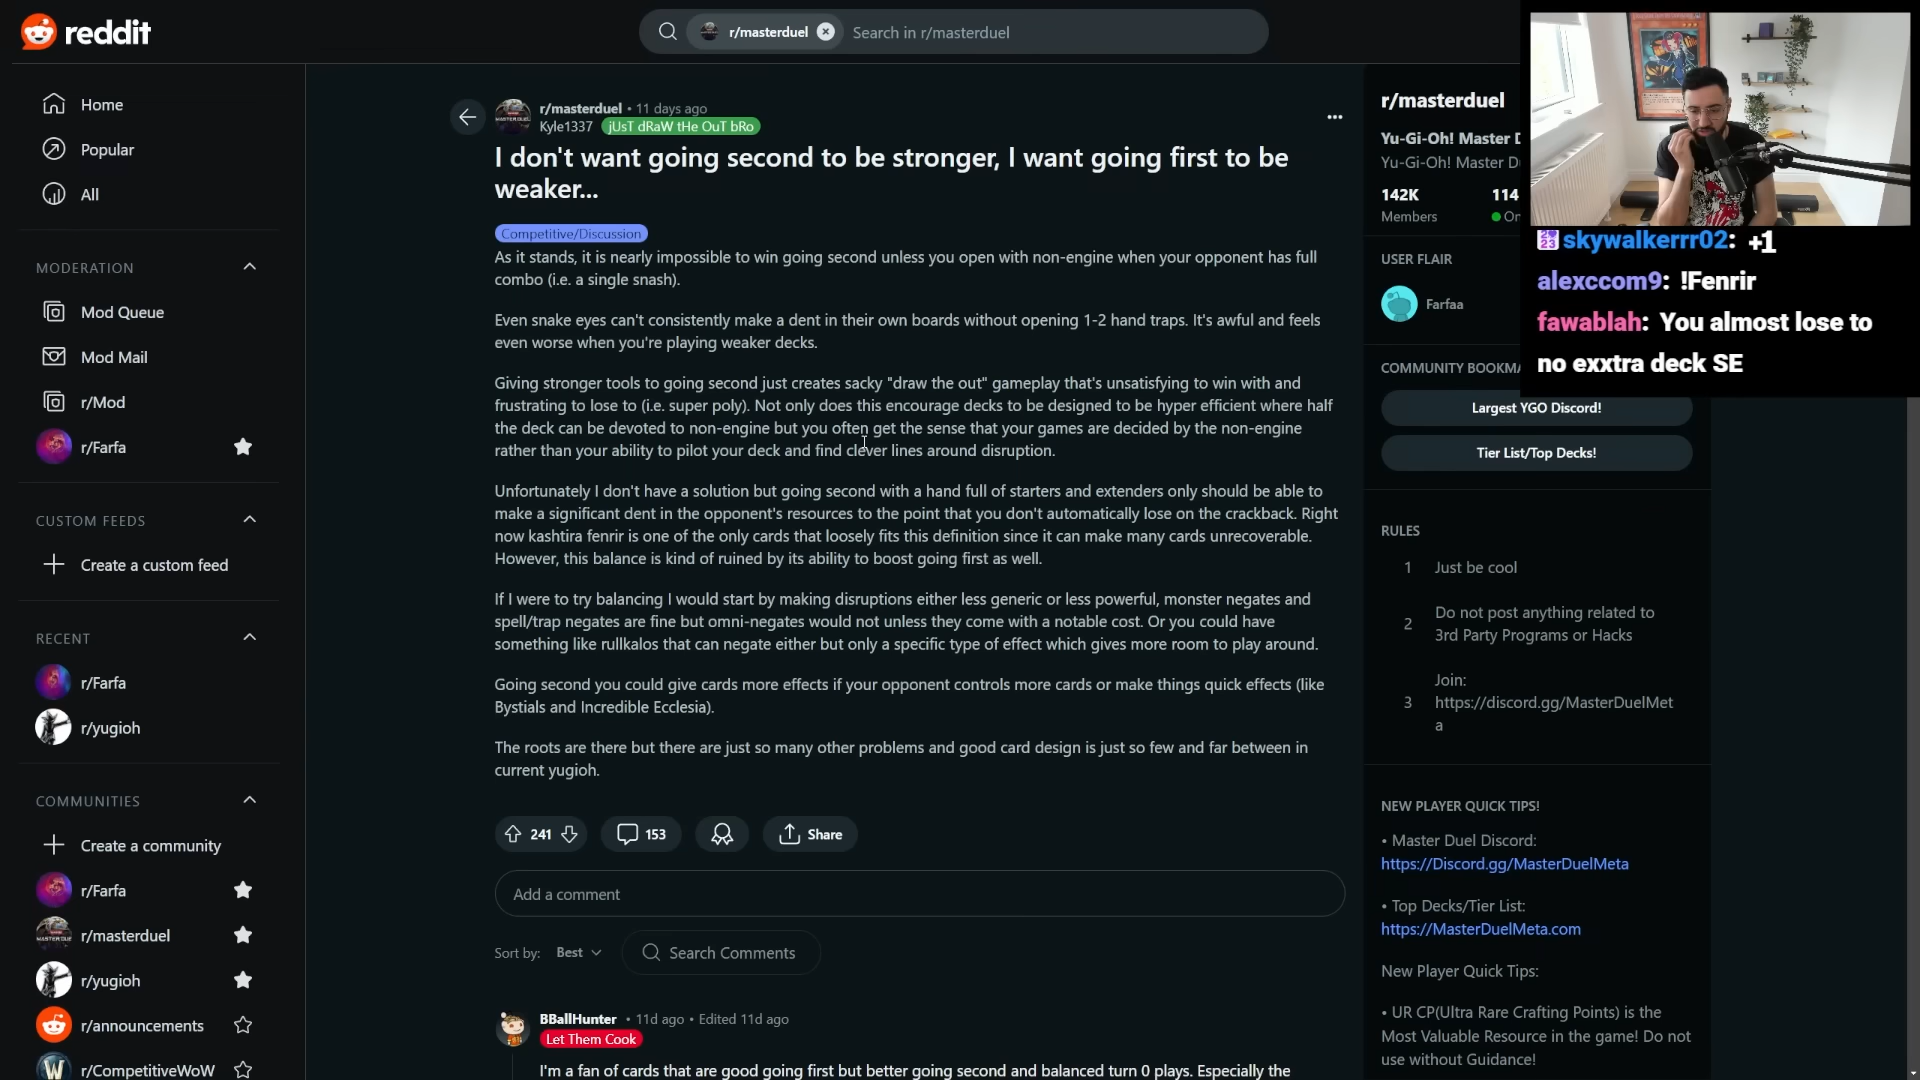 reddit
r/masterduel
Search in r/masterduel
Home
Popular
All
MODERATION
Mod Queue
Mod Mail
r/Mod
r/Farfa
CUSTOM FEEDS
Create a custom feed
RECENT
r/Farfa
r/yugioh
COMMUNITIES
Create a community
r/Farfa
r/masterduel
r/yugioh
r/announcements
r/CompetitiveWoW
r/masterduel • 11 days ago
Kyle1337 jUsT dRaW tHe OuT bRo
I don't want going second to be stronger, I want going first to be
weaker...
Competitive/Discussion
As it stands, it is nearly impossible to win going second unless you open with non-engine when your opponent has full
combo (i.e. a single snash).
Even snake eyes can't consistently make a dent in their own boards without opening 1-2 hand traps. It's awful and feels
even worse when you're playing weaker decks.
Giving stronger tools to going second just creates sacky "draw the out" gameplay that's unsatisfying to win with and
frustrating to lose to (i.e. super poly). Not only does this encourage decks to be designed to be hyper efficient where half
the deck can be devoted to non-engine but you often get the sense that your games are decided by the non-engine
rather than your ability to pilot your deck and find clever lines around disruption.
Unfortunately I don't have a solution but going second with a hand full of starters and extenders only should be able to
make a significant dent in the opponent's resources to the point that you don't automatically lose on the crackback. Right
now kashtira fenrir is one of the only cards that loosely fits this definition since it can make many cards unrecoverable.
However, this balance is kind of ruined by its ability to boost going first as well.
If I were to try balancing I would start by making disruptions either less generic or less powerful, monster negates and
spell/trap negates are fine but omni-negates would not unless they come with a notable cost. Or you could have
something like rullkalos that can negate either but only a specific type of effect which gives more room to play around.
Going second you could give cards more effects if your opponent controls more cards or make things quick effects (like
Bystials and Incredible Ecclesia).
The roots are there but there are just so many other problems and good card design is just so few and far between in
current yugioh.
241
153
Share
Add a comment
Sort by: Best
Search Comments
BBallHunter • 11d ago • Edited 11d ago
Let Them Cook
I'm a fan of cards that are good going first but better going second and balanced turn 0 plays. Especially the
r/masterduel
Yu-Gi-Oh! Master D
Yu-Gi-Oh! Master Du
142K 114
Members On
USER FLAIR
Farfaa
COMMUNITY BOOKMA
Largest YGO Discord!
Tier List/Top Decks!
RULES
1 Just be cool
2 Do not post anything related to
3rd Party Programs or Hacks
3 Join:
https://discord.gg/MasterDuelMet
a
NEW PLAYER QUICK TIPS!
• Master Duel Discord:
https://Discord.gg/MasterDuelMeta
• Top Decks/Tier List:
https://MasterDuelMeta.com
New Player Quick Tips:
• UR CP(Ultra Rare Crafting Points) is the
Most Valuable Resource in the game! Do not
use without Guidance!
skywalkerrr02: +1
alexccom9: !Fenrir
fawablah: You almost lose to
no exxtra deck SE